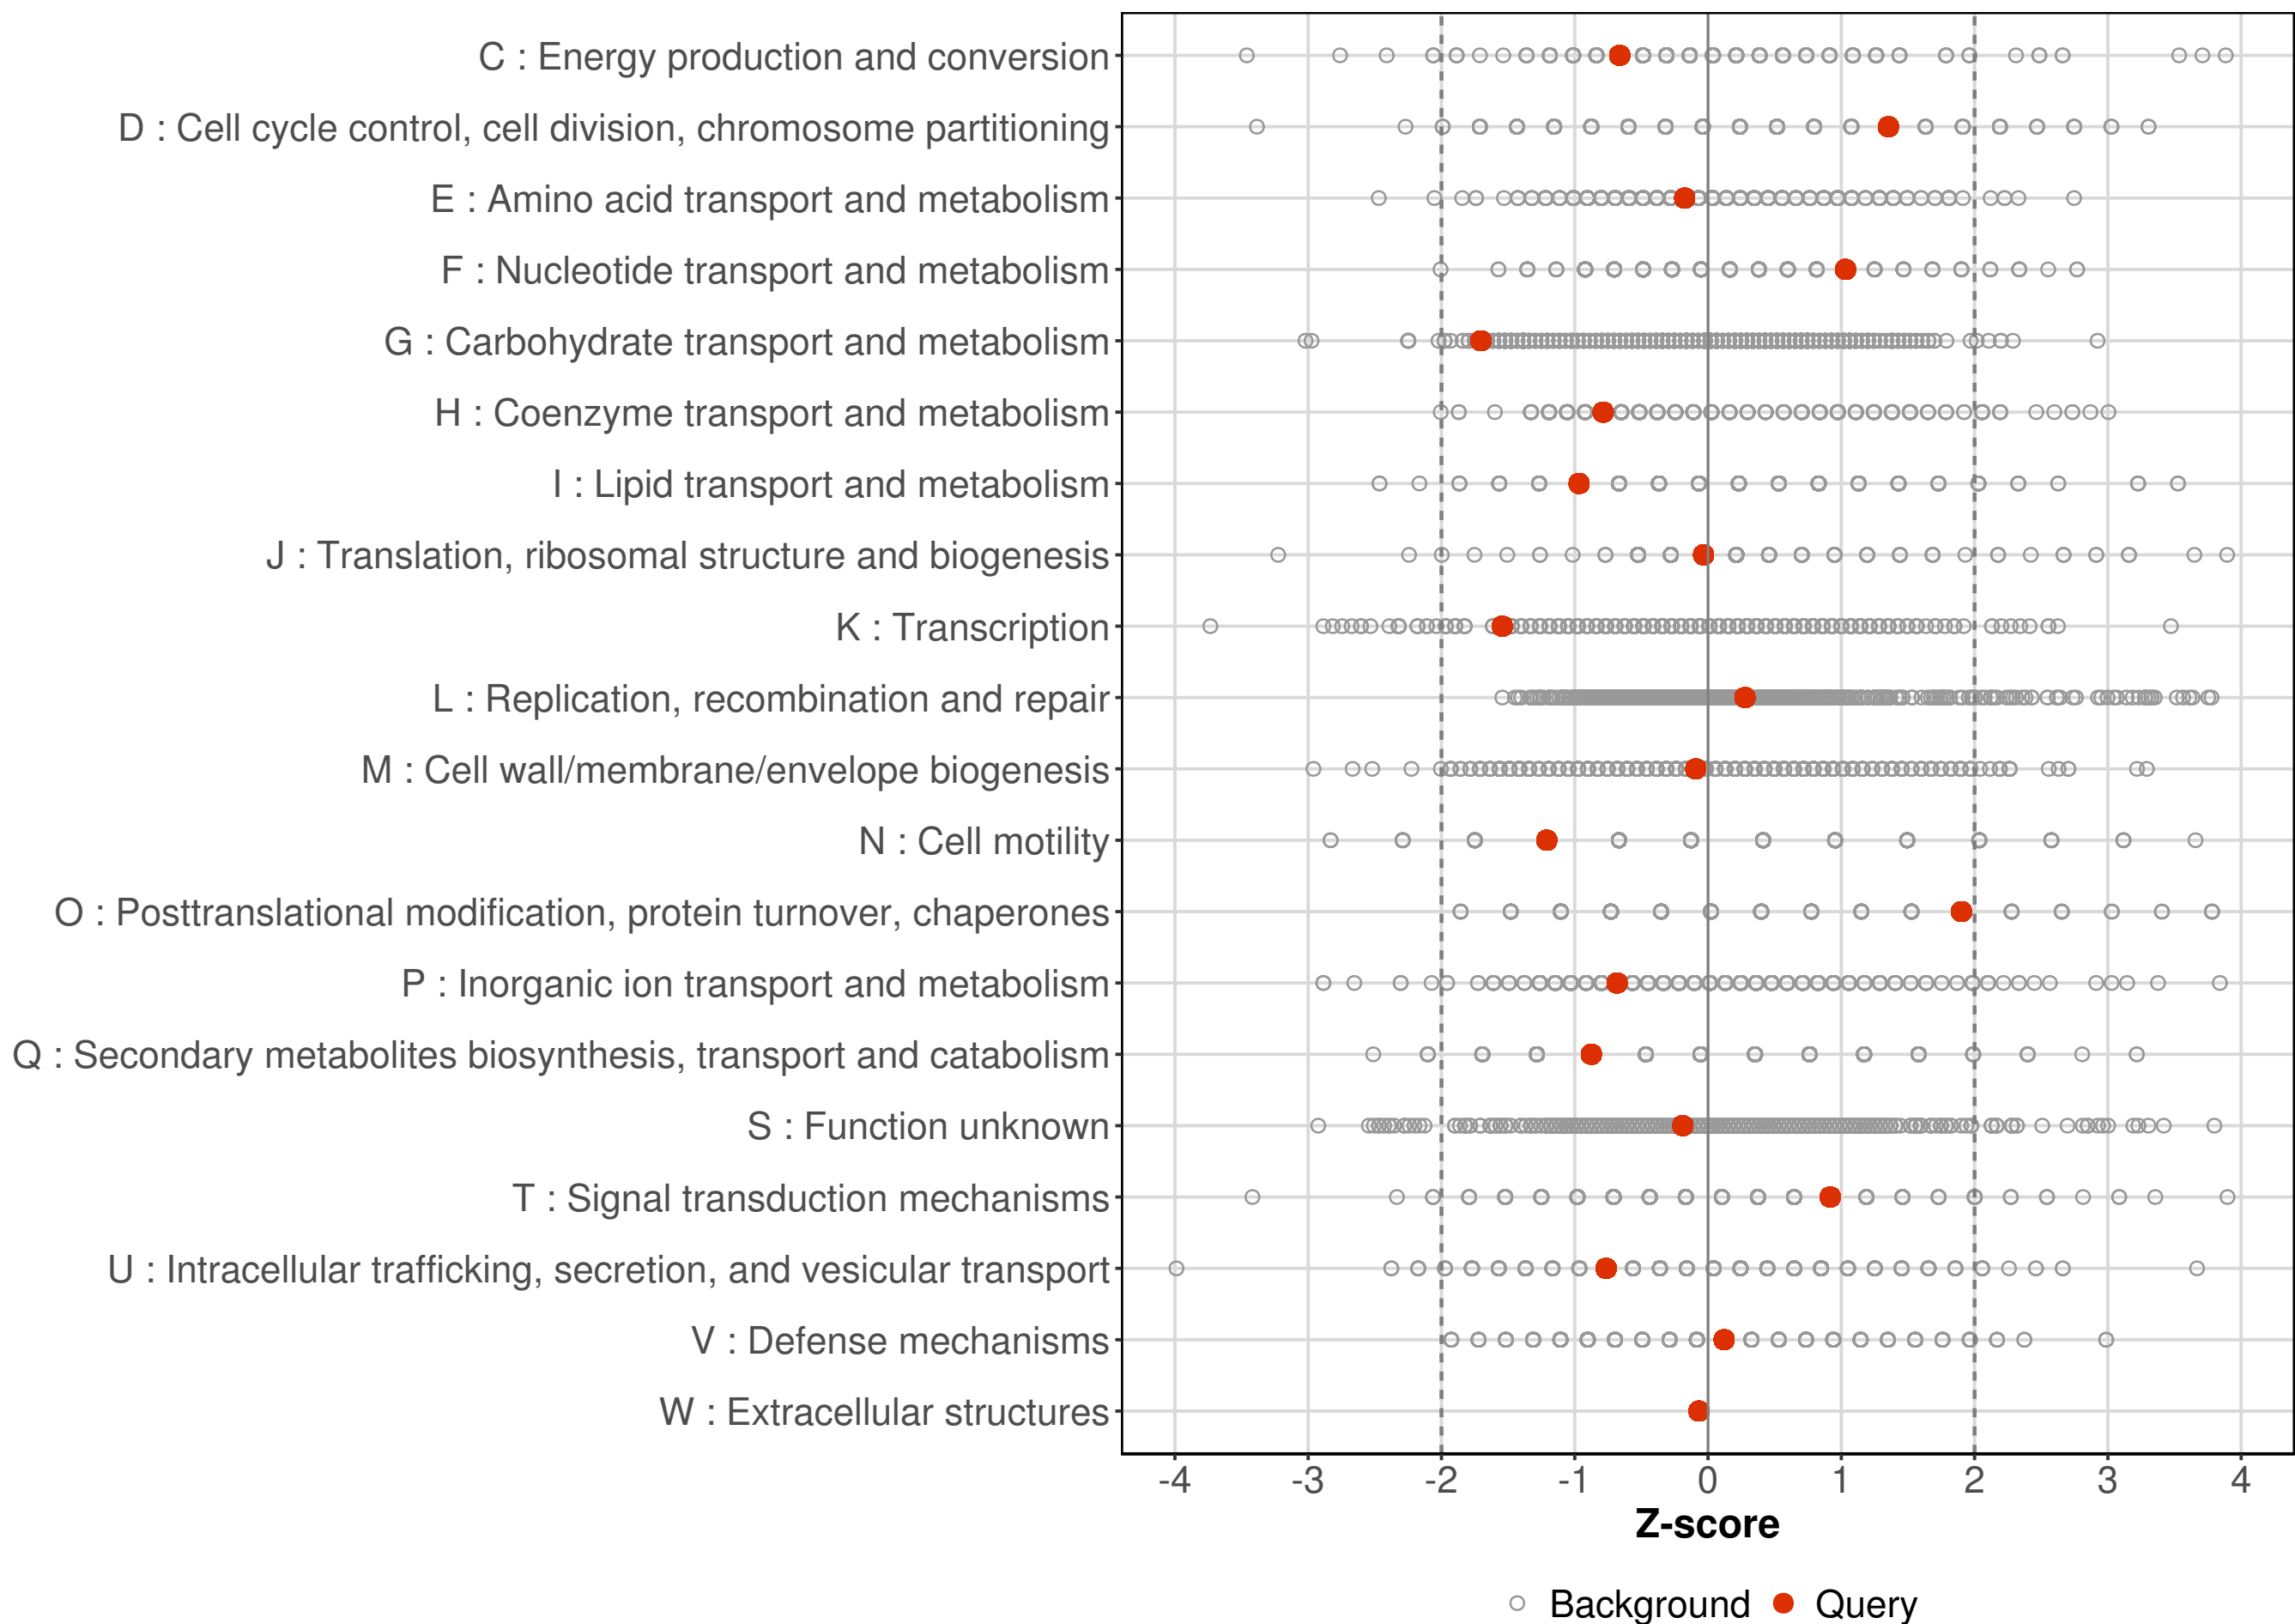 C : Energy production and conversion
D : Cell cycle control, cell division, chromosome partitioning
E : Amino acid transport and metabolism
F : Nucleotide transport and metabolism
G : Carbohydrate transport and metabolism
H : Coenzyme transport and metabolism
I : Lipid transport and metabolism
J : Translation, ribosomal structure and biogenesis
K : Transcription
L : Replication, recombination and repair
M : Cell wall/membrane/envelope biogenesis
N : Cell motility
O : Posttranslational modification, protein turnover, chaperones
P : Inorganic ion transport and metabolism
Q : Secondary metabolites biosynthesis, transport and catabolism
S : Function unknown
T : Signal transduction mechanisms
U : Intracellular trafficking, secretion, and vesicular transport
V : Defense mechanisms
W : Extracellular structures
-4 -3 -2 -1 0 1 2 3 4
Z-score
Background Query